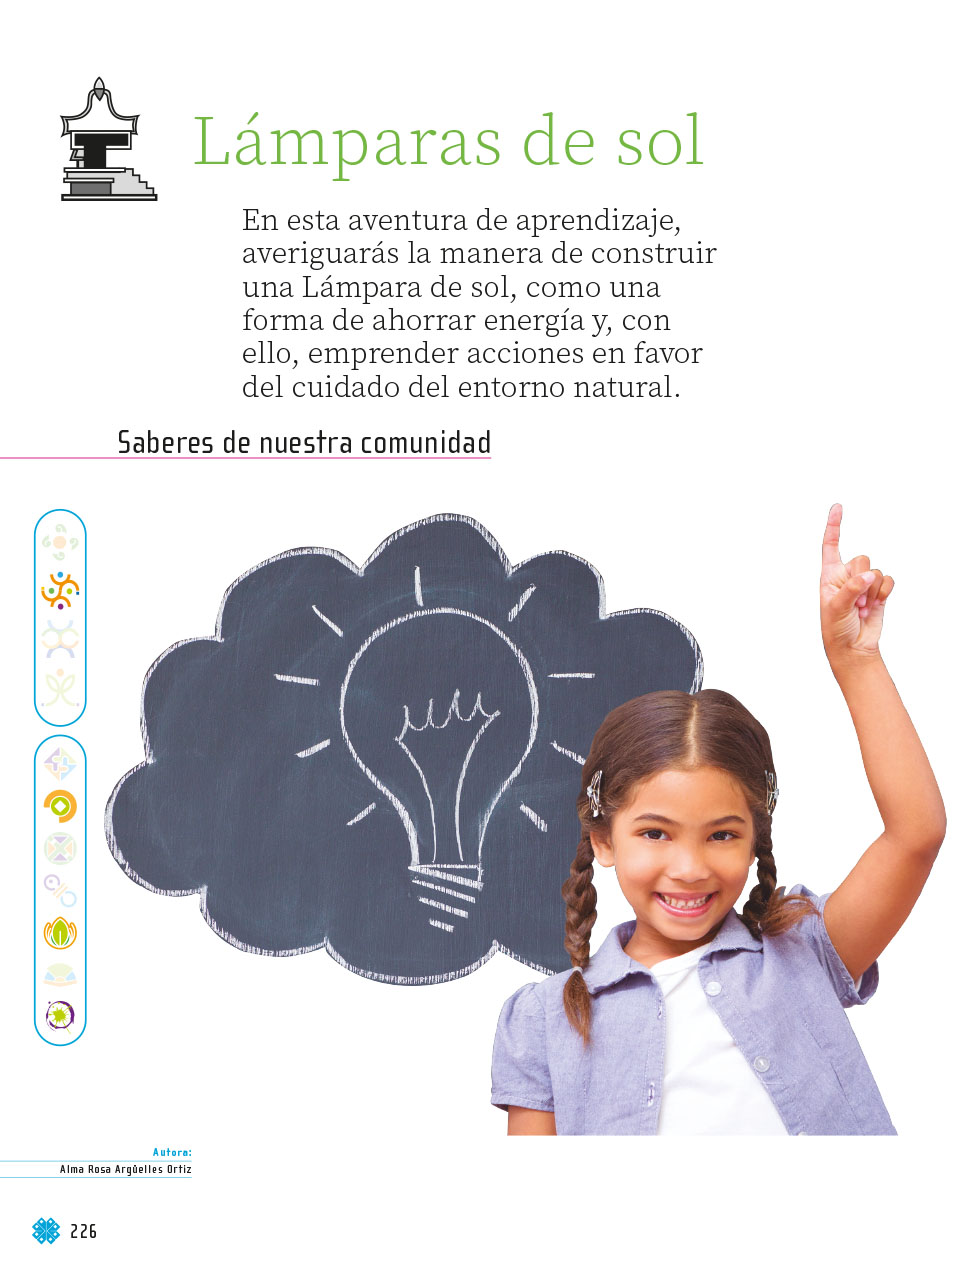 Lámparas de sol
En esta aventura de aprendizaje,
averiguarás la manera de construir
una Lámpara de sol, como una
forma de ahorrar energía y, con
ello, emprender acciones en favor
del cuidado del entorno natural.
Saberes de nuestra comunidad
Autora:
Alma Rosa Argüelles Ortiz
226